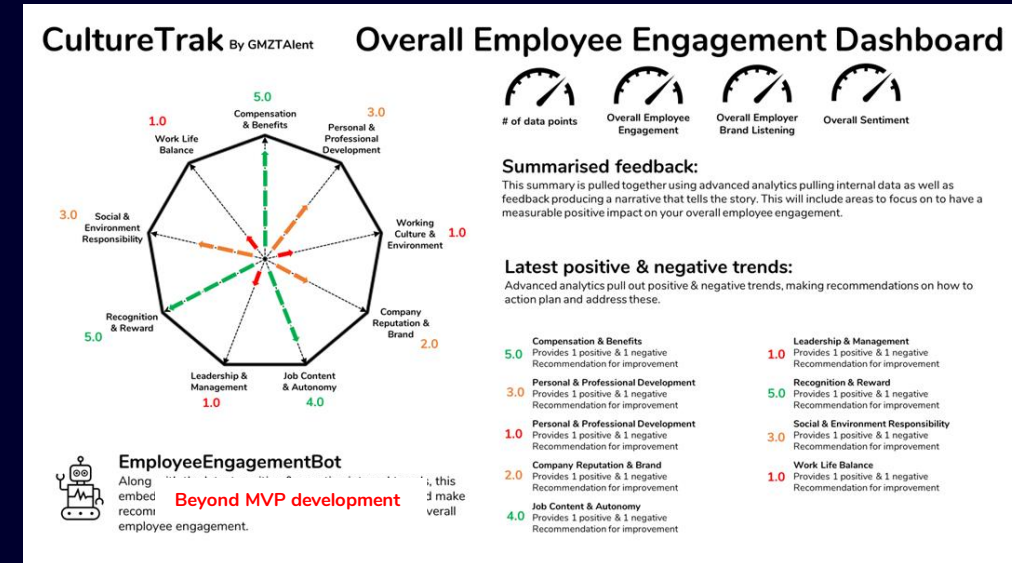 CultureTrak By GMZTAlent
Overall Employee Engagement Dashboard
# of data points
Overall Employee
Engagement
Overall Employer
Brand Listening
Overall Sentiment
5.0
Compensation
& Benefits
3.0
Personal &
Professional
Development
Working
Culture &
Environment
1.0
Company
Reputation &
Brand
2.0
Job Content
& Autonomy
4.0
Leadership &
Management
1.0
Recognition
& Reward
5.0
3.0
Social &
Environment
Responsibility
1.0
Work Life
Balance
Summarised feedback:
This summary is pulled together using advanced analytics pulling internal data as well as
feedback producing a narrative that tells the story. This will include areas to focus on to have a
measurable positive impact on your overall employee engagement.
Latest positive & negative trends:
Advanced analytics pull out positive & negative trends, making recommendations on how to
action plan and address these.
5.0
Compensation & Benefits
Provides 1 positive & 1 negative
Recommendation for improvement
3.0
Personal & Professional Development
Provides 1 positive & 1 negative
Recommendation for improvement
1.0
Personal & Professional Development
Provides 1 positive & 1 negative
Recommendation for improvement
2.0
Company Reputation & Brand
Provides 1 positive & 1 negative
Recommendation for improvement
4.0
Job Content & Autonomy
Provides 1 positive & 1 negative
Recommendation for improvement
1.0
Leadership & Management
Provides 1 positive & 1 negative
Recommendation for improvement
5.0
Recognition & Reward
Provides 1 positive & 1 negative
Recommendation for improvement
3.0
Social & Environment Responsibility
Provides 1 positive & 1 negative
Recommendation for improvement
1.0
Work Life Balance
Provides 1 positive & 1 negative
Recommendation for improvement
EmployeeEngagementBot
this
make
employee engagement.
Beyond MVP development